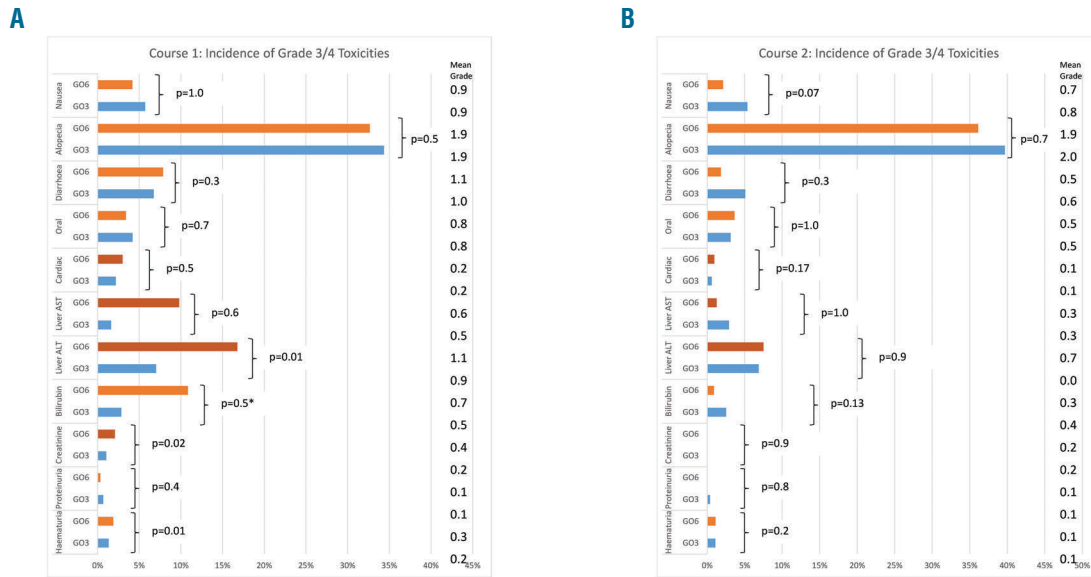 A
Course 1: Incidence of Grade 3/4 Toxicities
Mean
Grade
Nausea
GO6
0.9
p=1.0
GO3
0.9
Alopecia
GO6
1.9
p=0.5
GO3
1.9
Diarrhoea
GO6
1.1
p=0.3
GO3
1.0
Oral
GO6
0.8
p=0.7
GO3
0.8
Cardiac
GO6
0.2
p=0.5
GO3
0.2
Liver AST
GO6
0.6
p=0.6
GO3
0.5
Liver ALT
GO6
1.1
p=0.01
GO3
0.9
Bilirubin
GO6
0.7
p=0.5*
GO3
0.5
Creatinine
GO6
0.4
p=0.02
GO3
0.2
Proteinuria
GO6
0.1
p=0.4
GO3
0.1
Haematuria
GO6
0.3
p=0.01
GO3
0.2
0% 5% 10% 15% 20% 25% 30% 35% 40% 45%
B
Course 2: Incidence of Grade 3/4 Toxicities
Mean
Grade
Nausea
GO6
0.7
p=0.07
GO3
0.8
Alopecia
GO6
1.9
p=0.7
GO3
2.0
Diarrhoea
GO6
0.5
p=0.3
GO3
0.6
Oral
GO6
0.5
p=1.0
GO3
0.5
Cardiac
GO6
0.1
p=0.17
GO3
0.1
Liver AST
GO6
0.3
p=1.0
GO3
0.3
Liver ALT
GO6
0.7
p=0.9
GO3
0.0
Bilirubin
GO6
0.3
p=0.13
GO3
0.4
Creatinine
GO6
0.2
p=0.9
GO3
0.2
Proteinuria
GO6
0.1
p=0.8
GO3
0.1
Haematuria
GO6
0.1
p=0.2
GO3
0.1
0% 5% 10% 15% 20% 25% 30% 35% 40% 45% 50%